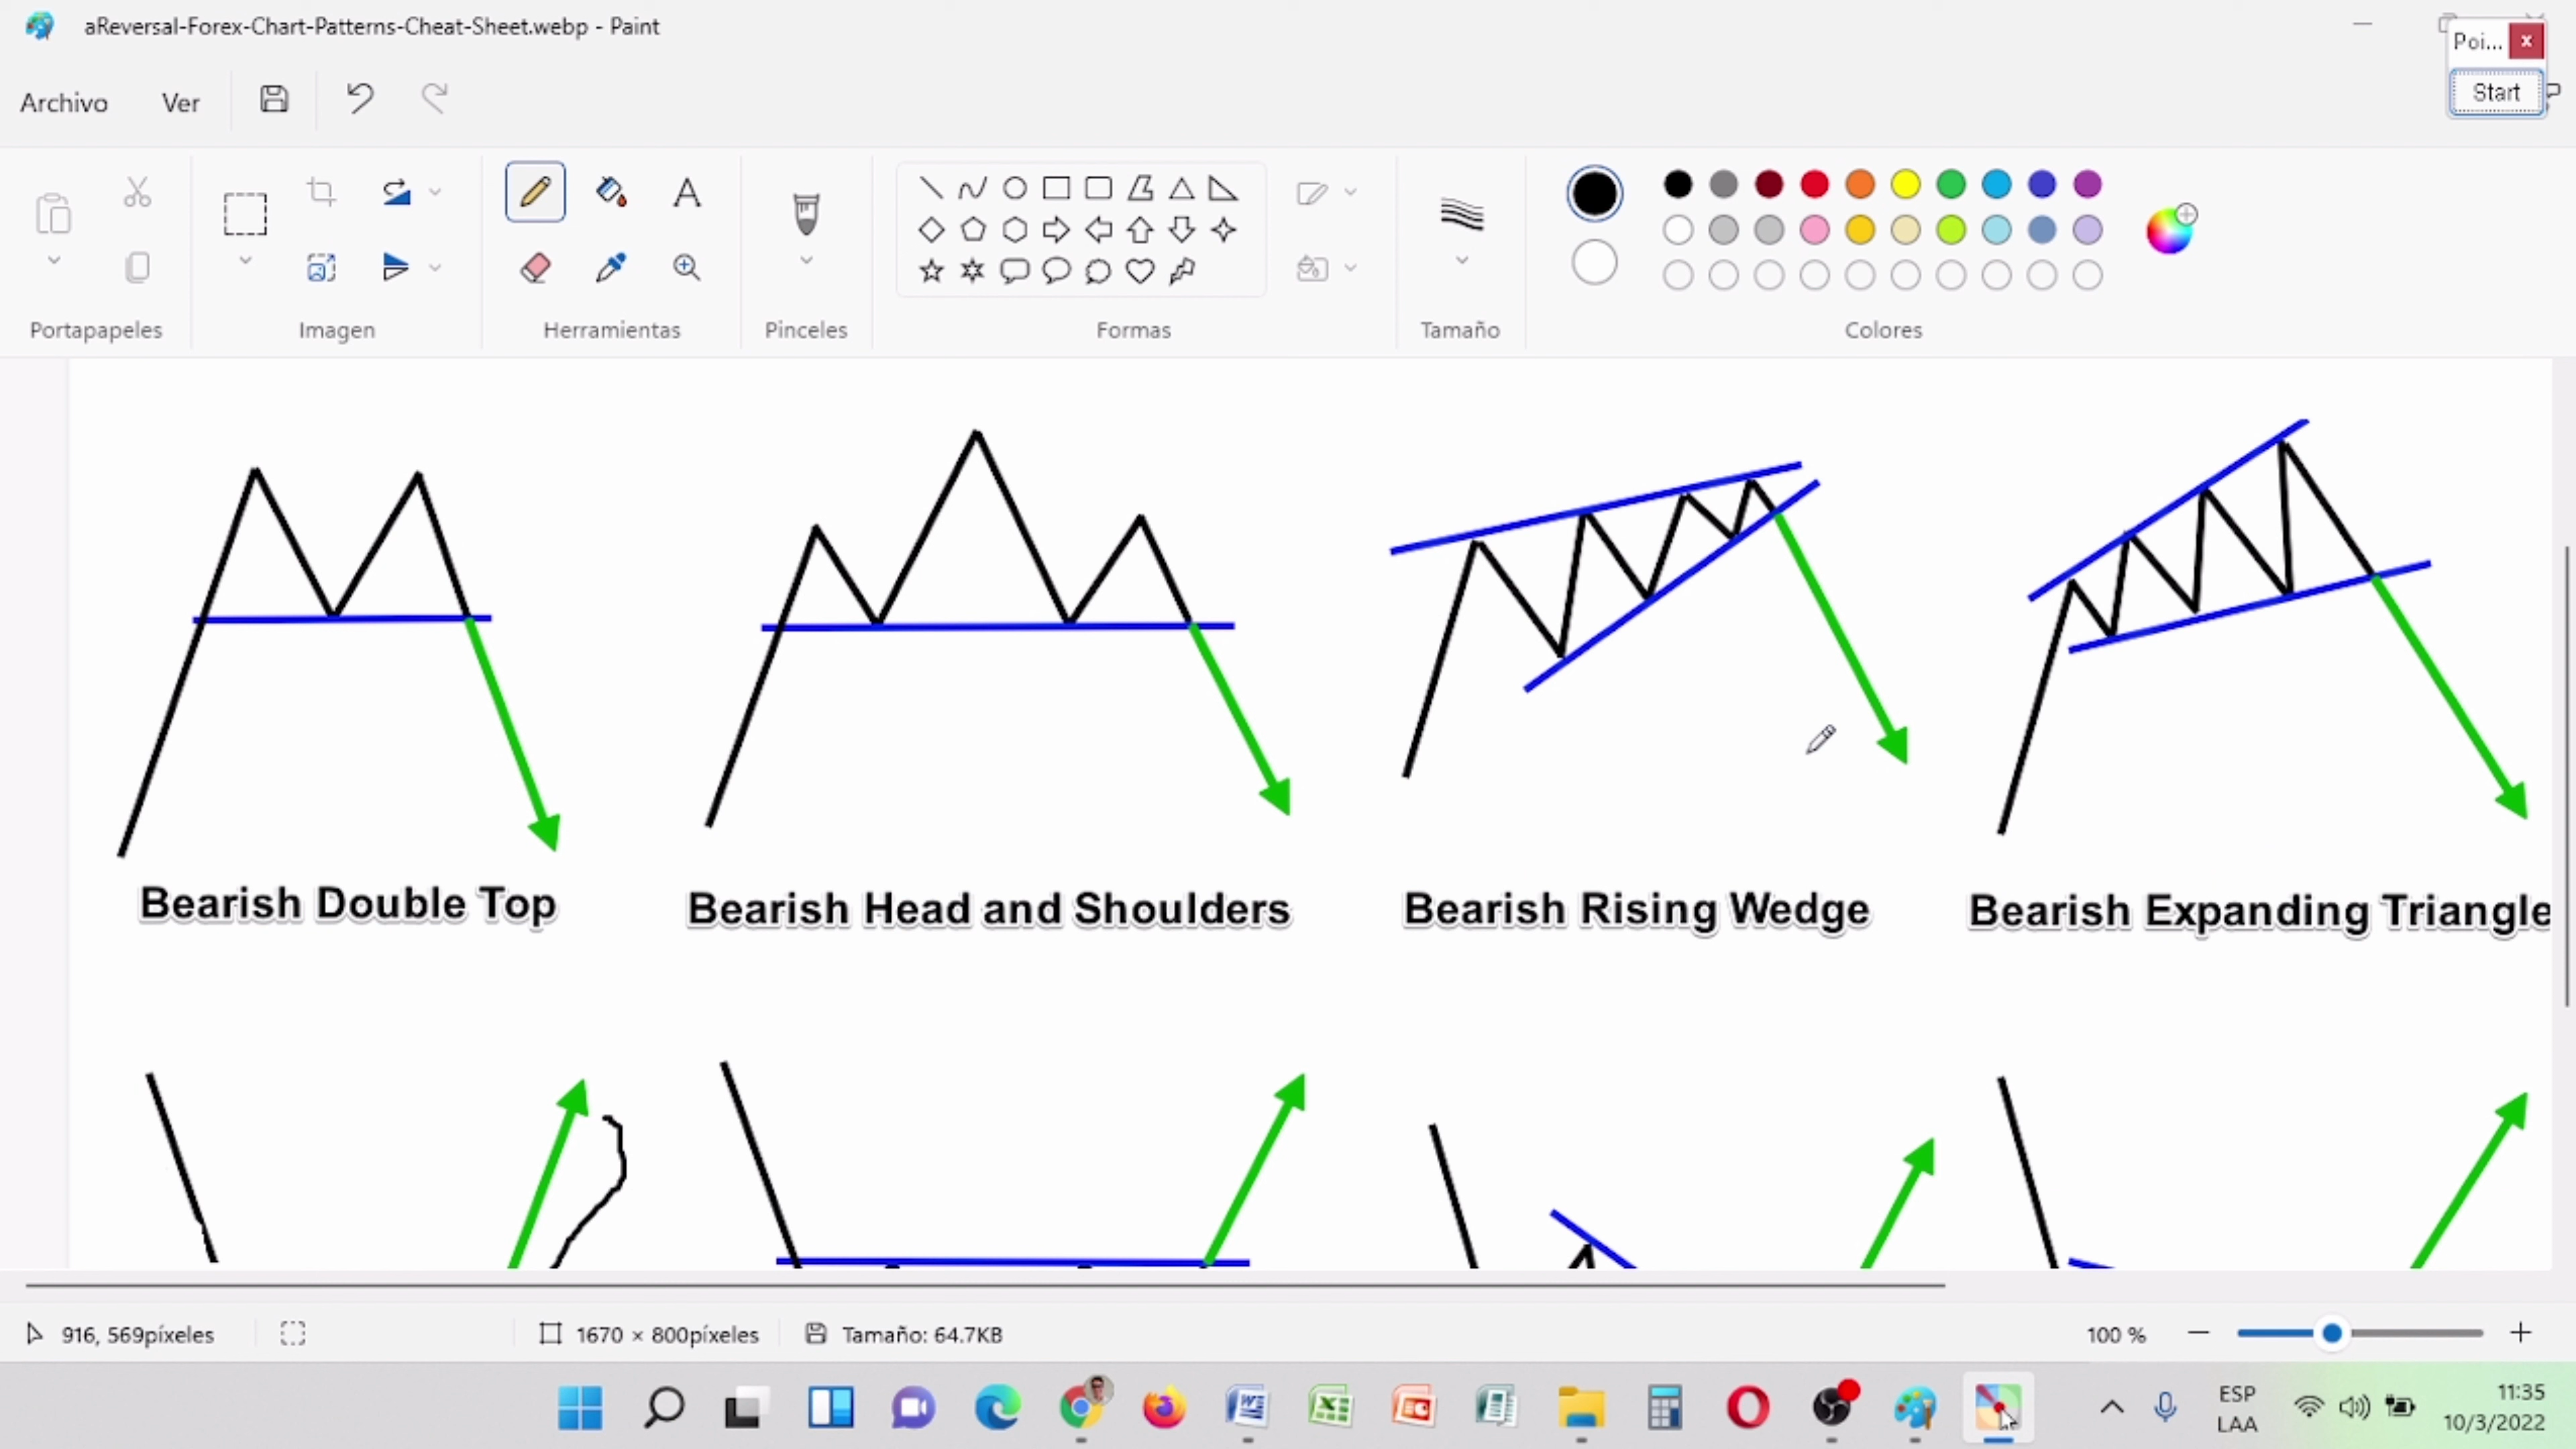 aReversal-Forex-Chart-Patterns-Cheat-Sheet.webp - Paint
Poi...
Start
Archivo
Ver
Portapapeles
Imagen
Herramientas
Pinceles
Formas
Tamaño
Colores
Bearish Double Top
Bearish Head and Shoulders
Bearish Rising Wedge
Bearish Expanding Triangle
916, 569píxeles
1670 × 800píxeles
Tamaño: 64.7KB
100 %
ESP
LAA
11:35
10/3/2022